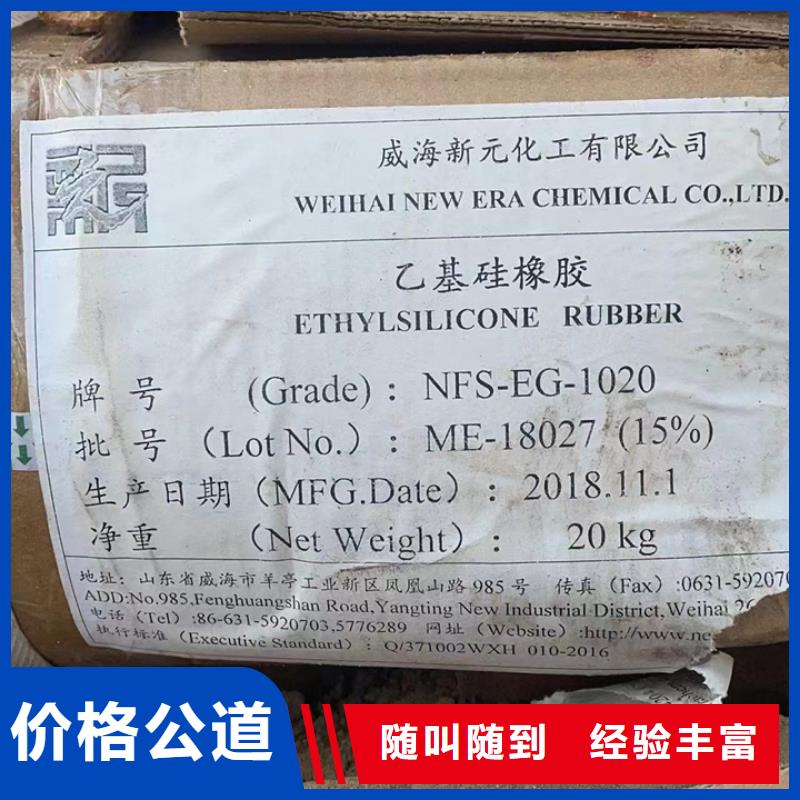 威海新元化工有限公司
WEIHAI NEW ERA CHEMICAL CO.,LTD.
乙基硅橡胶
ETHYLSILICONE RUBBER
牌号 (Grade)：NFS-EG-1020
批号（Lot No.）：ME-18027 (15%)
生产日期（MFG.Date）：2018.11.1
净重 （Net Weight）： 20 kg
地址：山东省威海市羊亭工业新区凤凰山路985号 传真（Fax）:0631-59207
ADD:No.985,Fenghuangshan Road,Yangting New Industrial District,Weihai 26
电话（Tel）:86-631-5920703,5776289 网址（Website）:http://www.ne
执行标准（Executive Standard）: Q/371002WXH 010-2016
价格公道
随叫随到 经验丰富